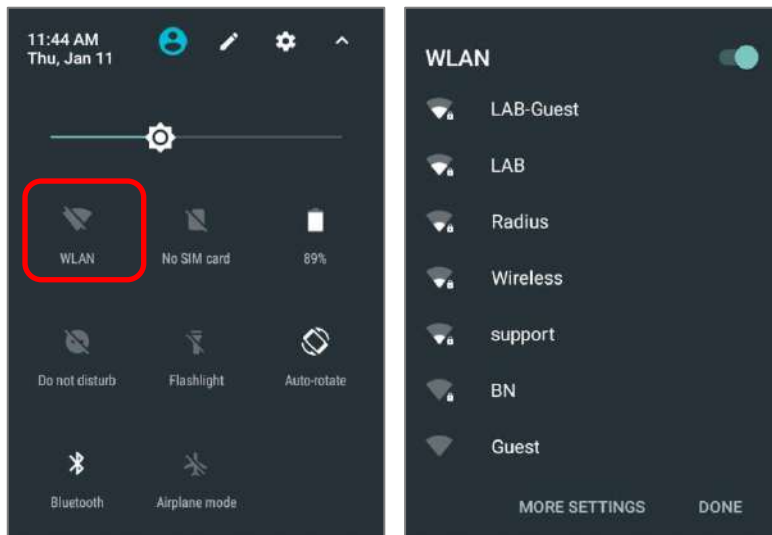 11:44 AM
Thu, Jan 11
WLAN
No SIM card
89%
Do not disturb
Flashlight
Auto-rotate
Bluetooth
Airplane mode
WLAN
LAB-Guest
LAB
Radius
Wireless
support
BN
Guest
MORE SETTINGS
DONE